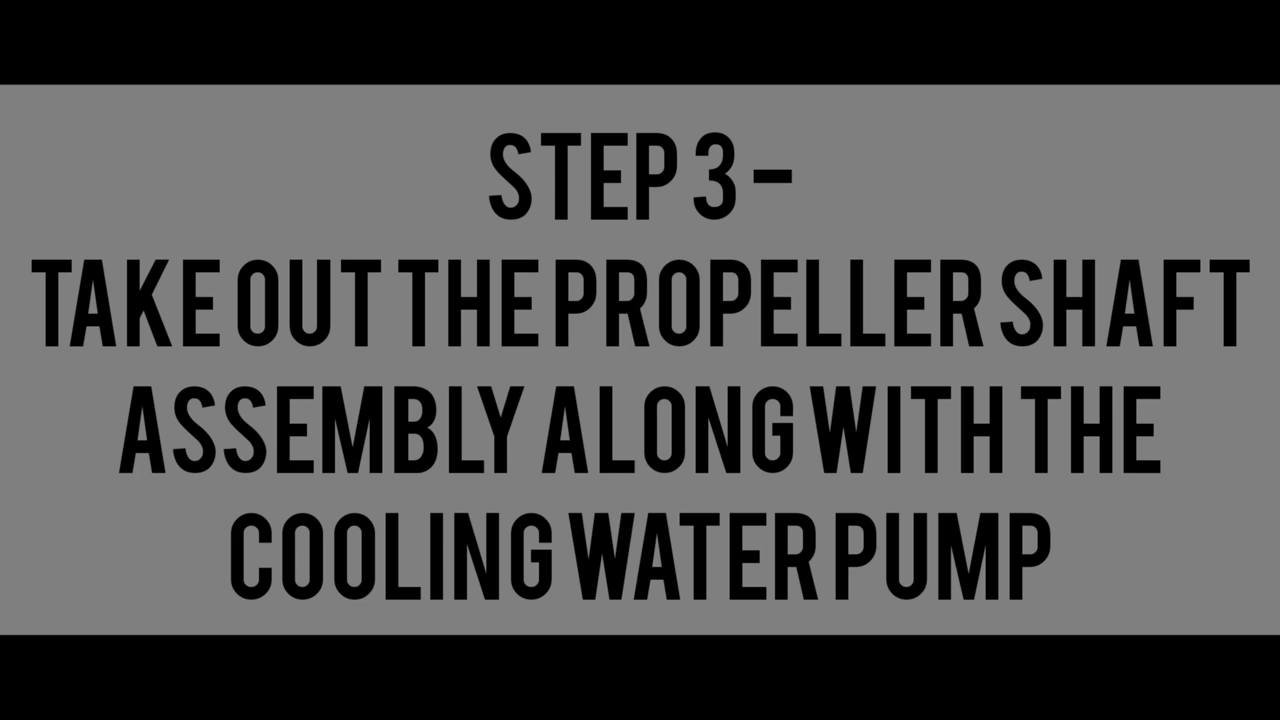 STEP 3 –
TAKE OUT THE PROPELLER SHAFT
ASSEMBLY ALONG WITH THE
COOLING WATER PUMP